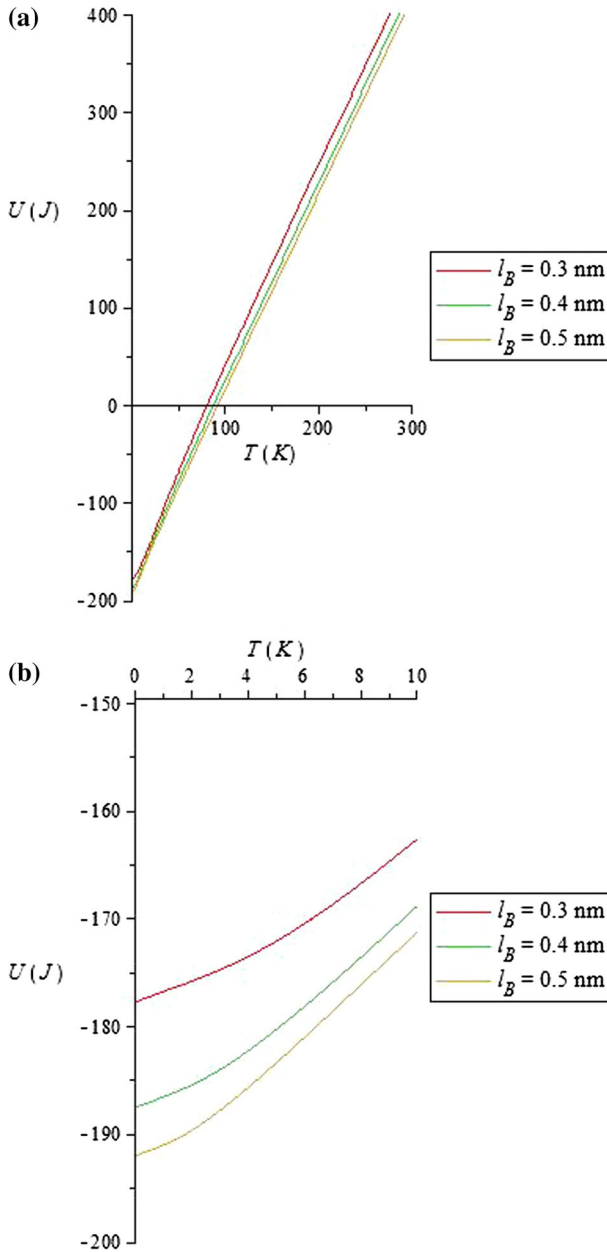 (a)
400
300
U (J)
200
l_B = 0.3 nm
l_B = 0.4 nm
l_B = 0.5 nm
100
0
100 200 300
T (K)
-100
-200
(b)
T (K)
0 2 4 6 8 10
-150
-160
-170
l_B = 0.3 nm
l_B = 0.4 nm
l_B = 0.5 nm
U (J)
-180
-190
-200